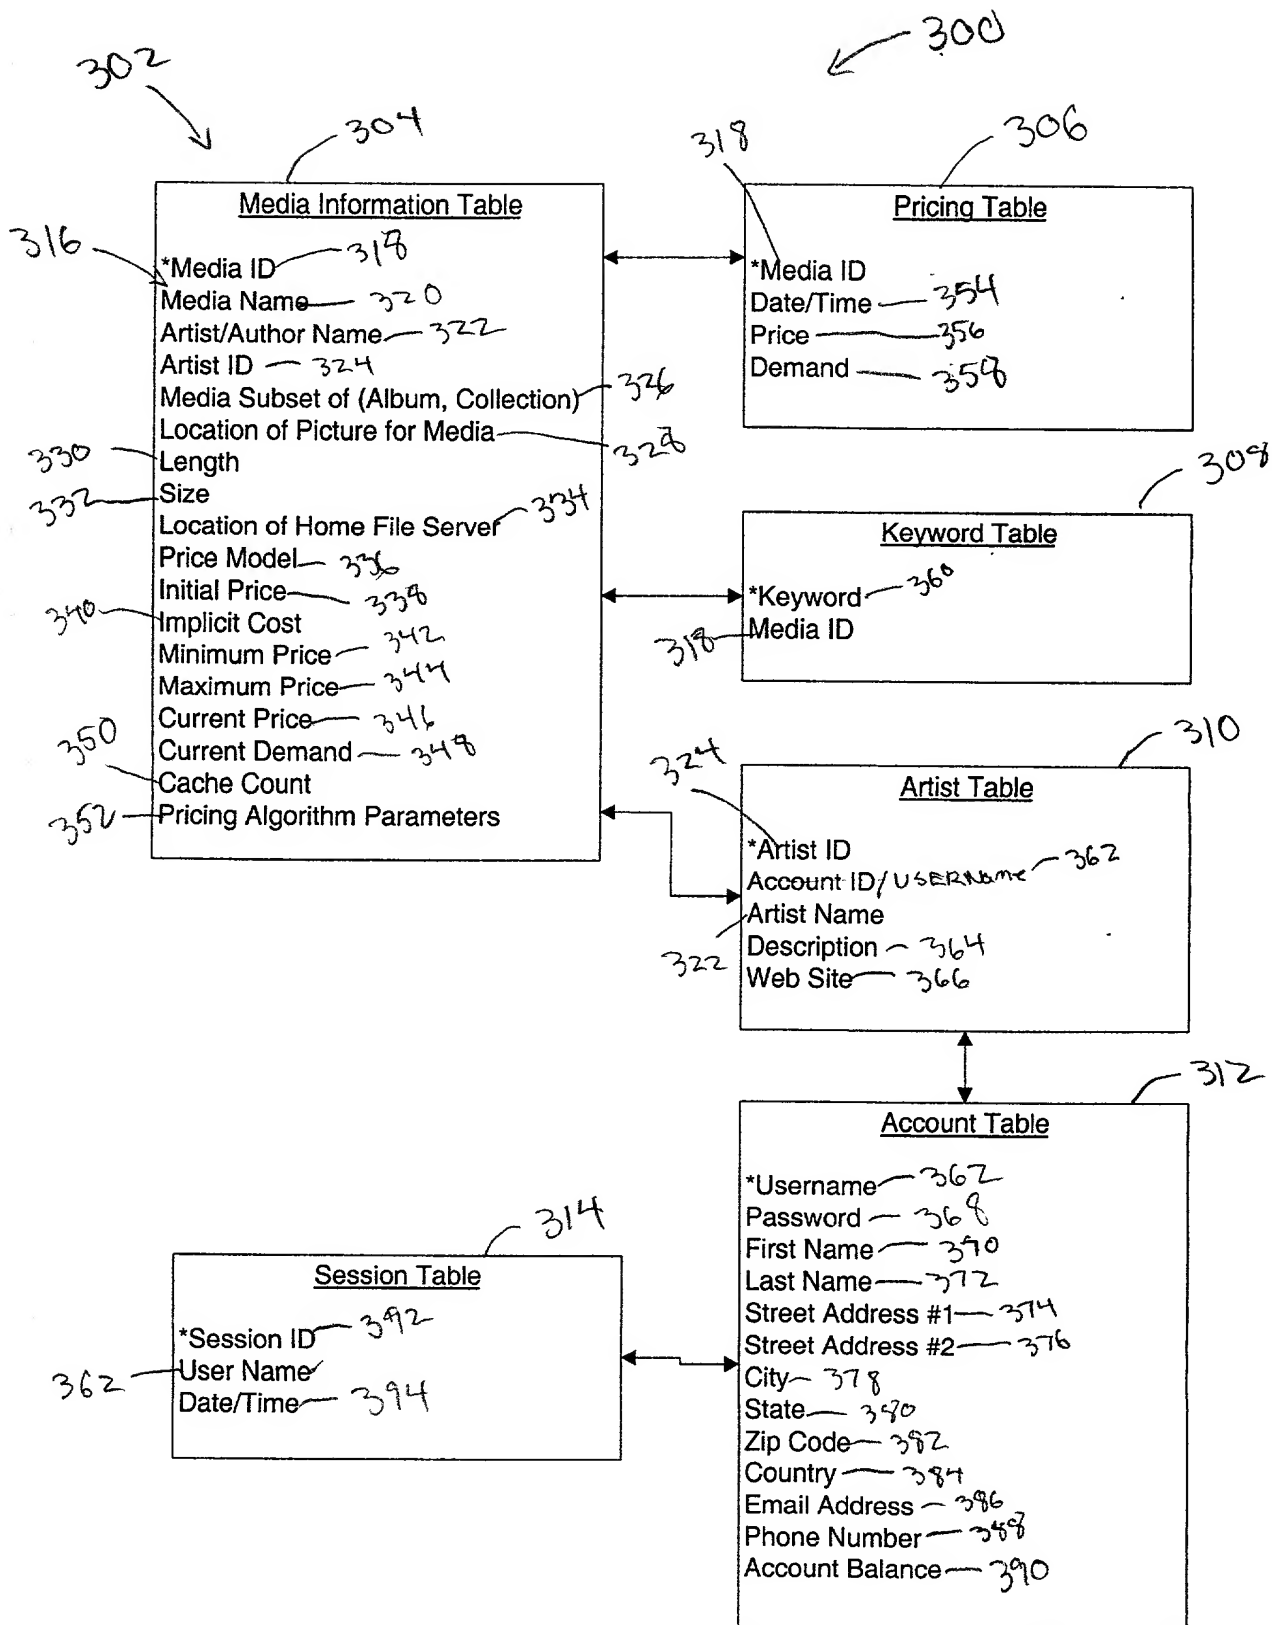 302
300
304
Media Information Table
316
*Media ID 318
Media Name 320
Artist/Author Name 322
Artist ID 324
Media Subset of (Album, Collection) 326
Location of Picture for Media 328
330 Length
332 Size
Location of Home File Server 334
Price Model 336
Initial Price 338
340 Implicit Cost
Minimum Price 342
Maximum Price 344
Current Price 346
Current Demand 348
350 Cache Count
352 Pricing Algorithm Parameters
306
Pricing Table
318
*Media ID
Date/Time 354
Price 356
Demand 358
308
Keyword Table
*Keyword 360
318 Media ID
310
Artist Table
324
*Artist ID
Account ID/USERName 362
Artist Name
322
Description 364
Web Site 366
312
Account Table
*Username 362
Password 368
First Name 390
Last Name 372
Street Address #1 374
Street Address #2 376
City 378
State 380
Zip Code 382
Country 384
Email Address 386
Phone Number 388
Account Balance 390
314
Session Table
*Session ID 392
362 User Name
Date/Time 394